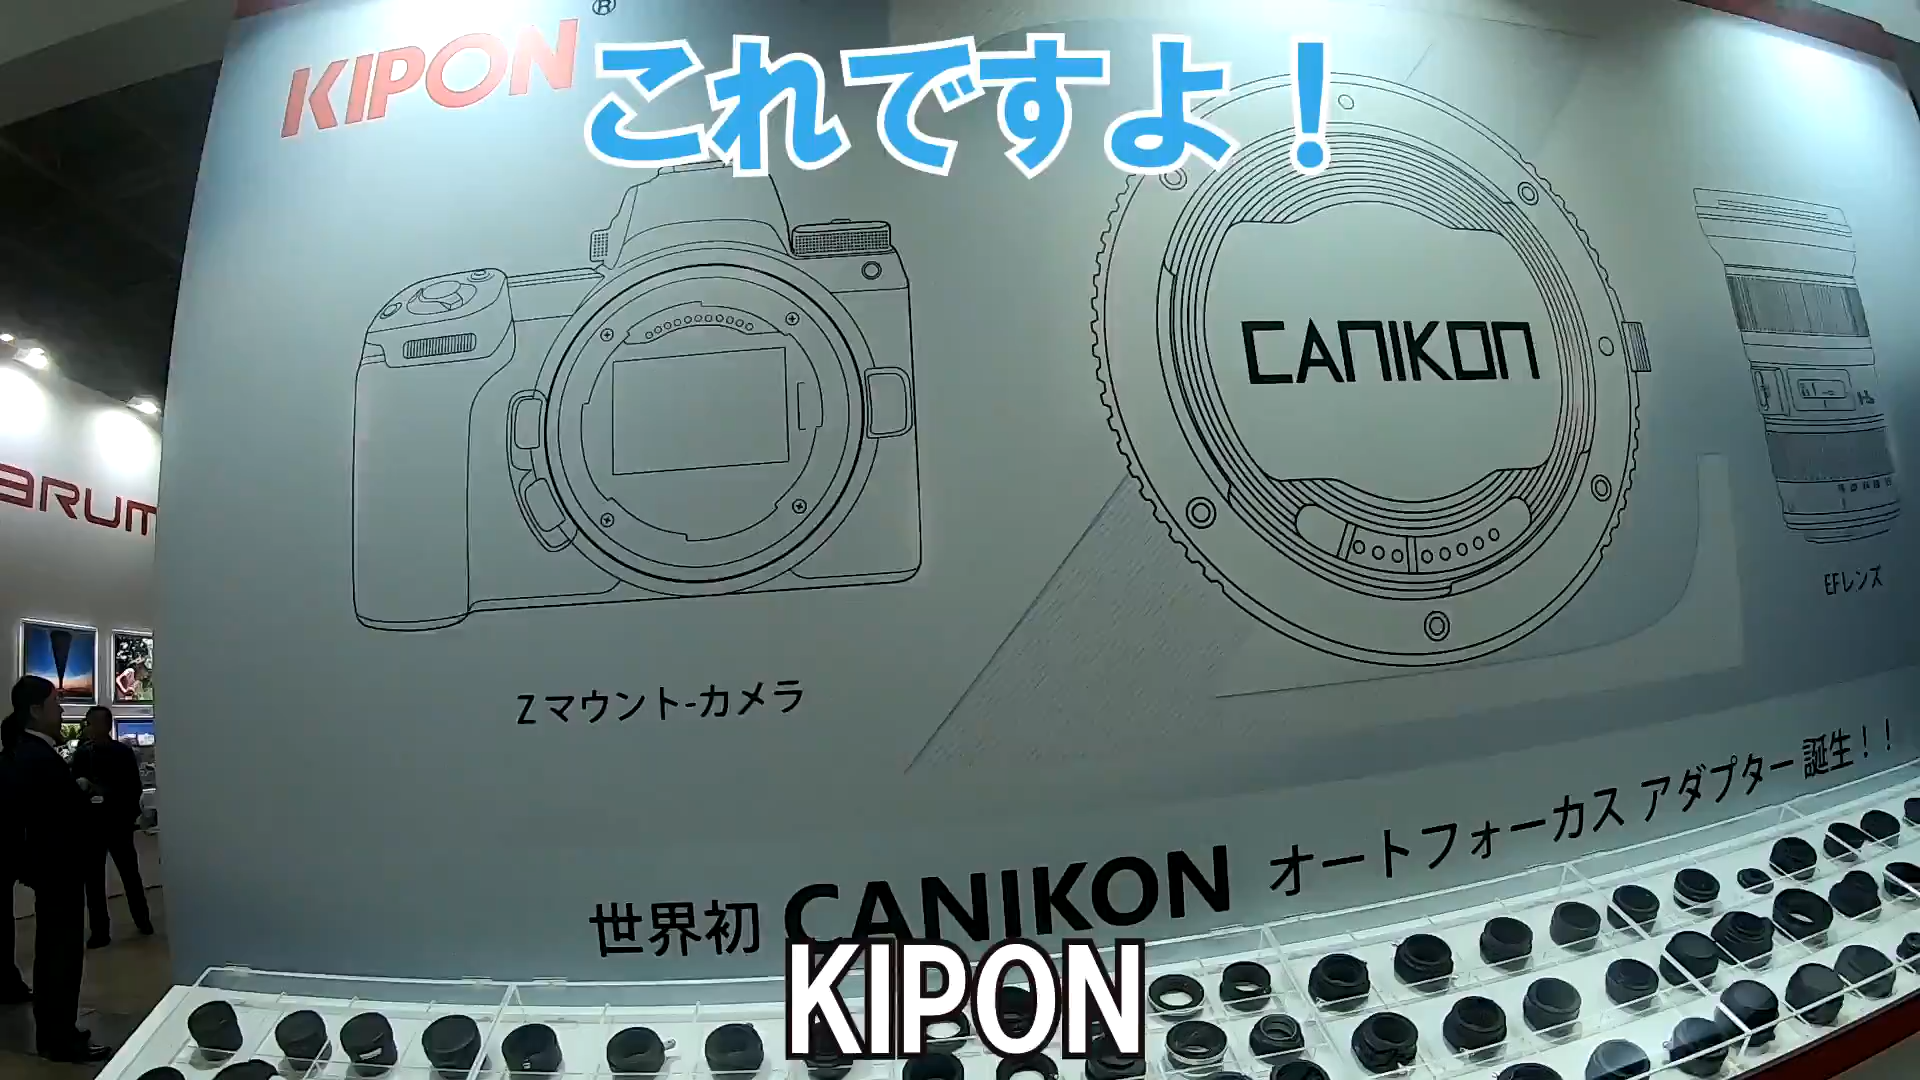 KIPON®
これですよ！
CANIKON
EFレンズ
Zマウント-カメラ
世界初 CANIKON オートフォーカス アダプター 誕生！！
KIPON
ARUM